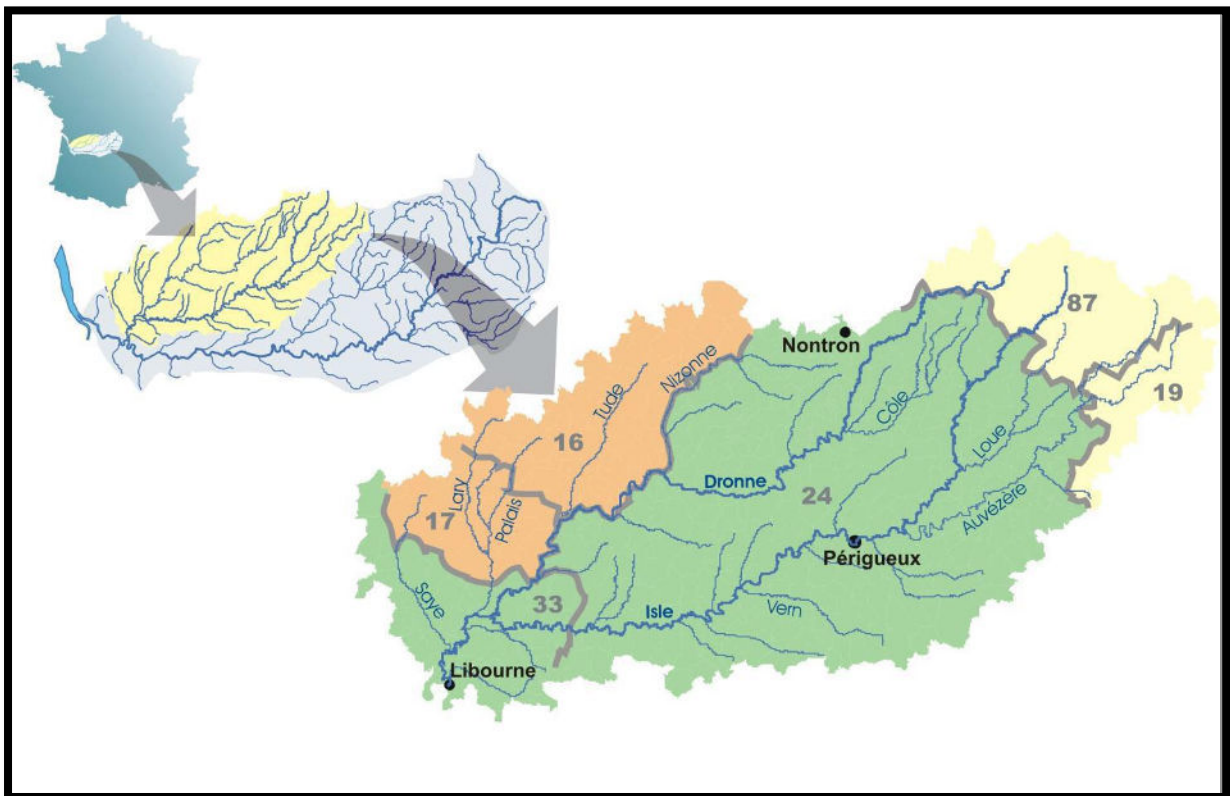 87
Nontron
Nizonne
19
Tude
Côle
16
Loue
Dronne
24
Lary
Palais
17
Auvézère
Périgueux
33
Saye
Isle
Vern
Libourne